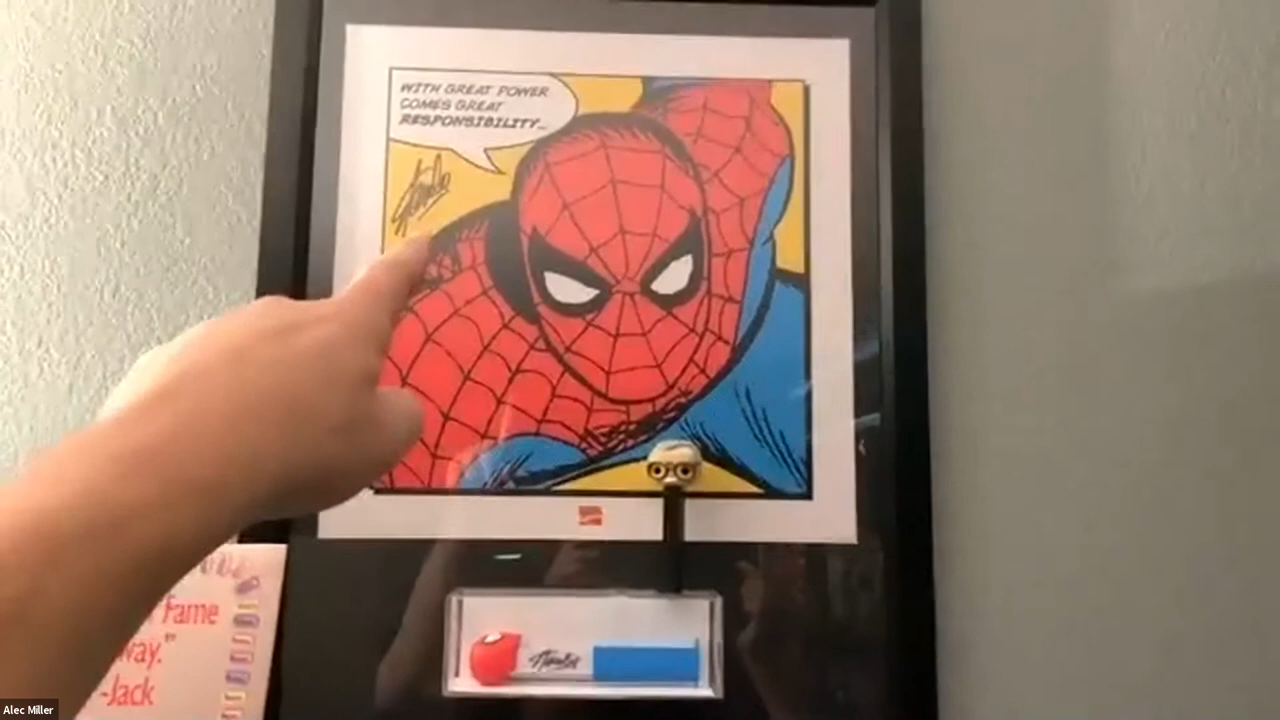 WITH GREAT POWER
COMES GREAT
RESPONSIBILITY...
Fame
way."
-Jack
Alec Miller